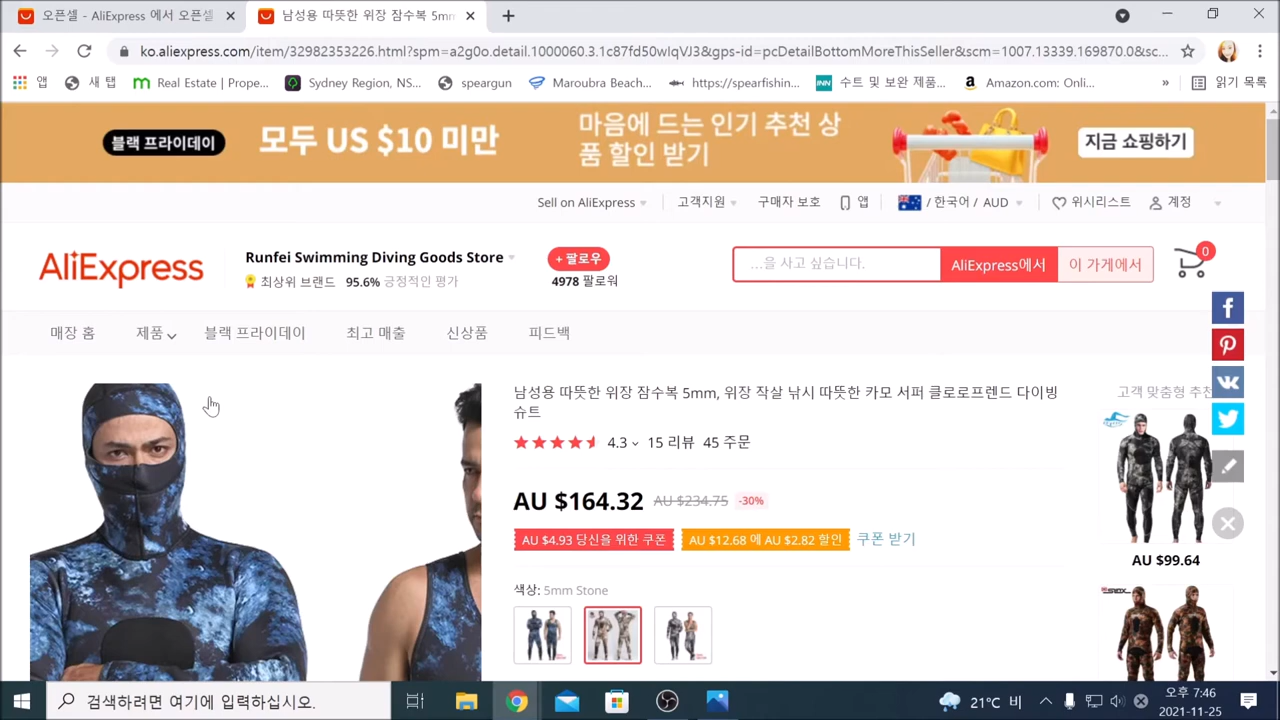 오픈셀 - AliExpress 에서 오픈셀
남성용 따뜻한 위장 잠수복 5mm
ko.aliexpress.com/item/32982353226.html?spm=a2g0o.detail.1000060.3.1c87fd50wIqVJ3&gps-id=pcDetailBottomMoreThisSeller&scm=1007.13339.169870.0&sc...
앱 새 탭 Real Estate | Prope... Sydney Region, NS... speargun Maroubra Beach... https://spearfishin... 수트 및 보완 제품... Amazon.com: Onli... » 읽기 목록
블랙 프라이데이
모두 US $10 미만
마음에 드는 인기 추천 상
품 할인 받기
지금 쇼핑하기
Sell on AliExpress 고객지원 구매자 보호 앱 / 한국어 / AUD 위시리스트 계정
AliExpress
Runfei Swimming Diving Goods Store
최상위 브랜드 95.6% 긍정적인 평가
+ 팔로우
4978 팔로워
...을 사고 싶습니다.
AliExpress에서
이 가게에서
0
매장 홈 제품 블랙 프라이데이 최고 매출 신상품 피드백
남성용 따뜻한 위장 잠수복 5mm, 위장 작살 낚시 따뜻한 카모 서퍼 클로로프렌드 다이빙
슈트
4.3 15 리뷰 45 주문
AU $164.32 AU $234.75 -30%
AU $4.93 당신을 위한 쿠폰 AU $12.68 에 AU $2.82 할인 쿠폰 받기
색상: 5mm Stone
고객 맞춤형 추천
AU $99.64
검색하려면 여기에 입력하십시오.
21°C 비
오후 7:46
2021-11-25